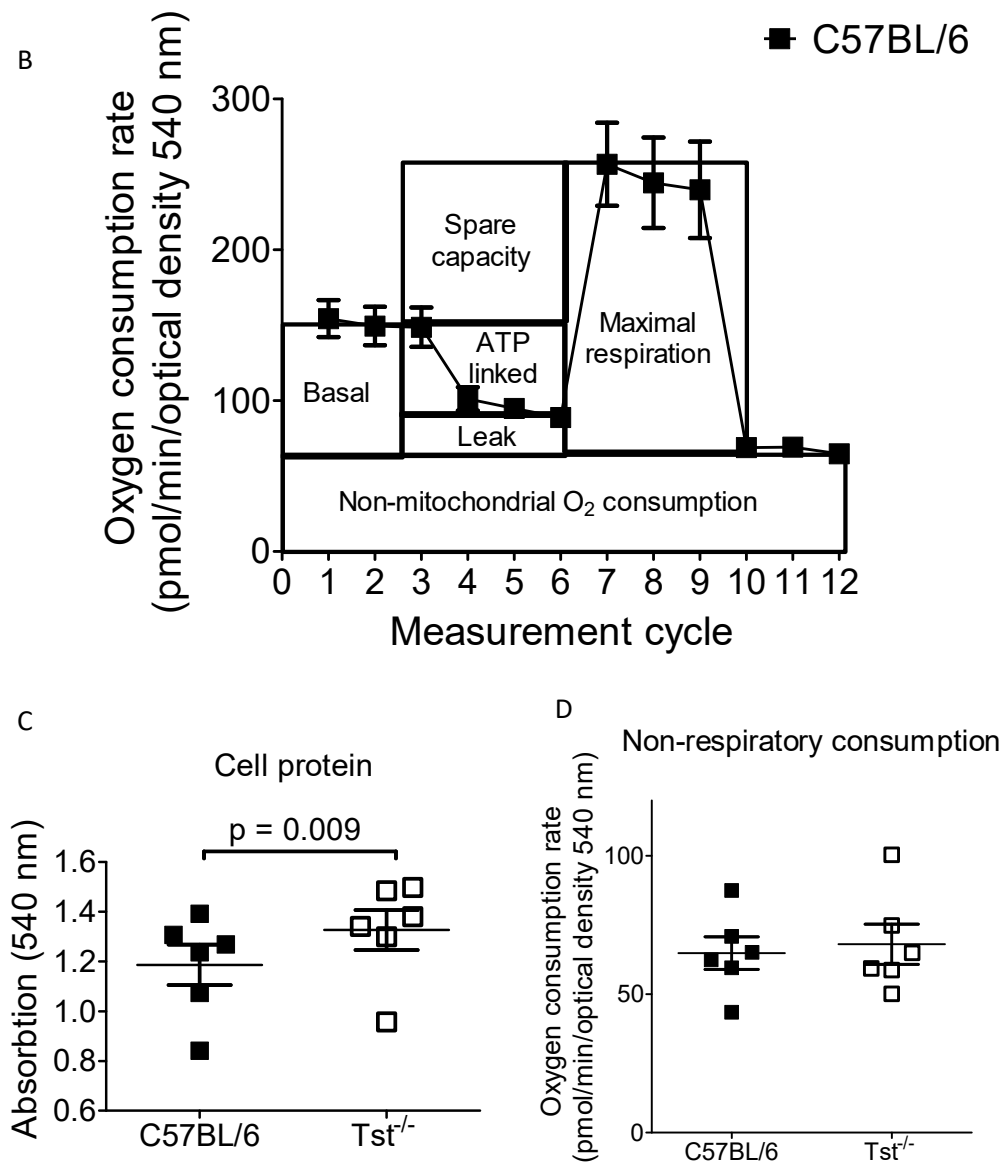 B
C57BL/6
Oxygen consumption rate
(pmol/min/optical density 540 nm)
300
200
100
0
Spare
capacity
ATP
linked
Maximal
respiration
Basal
Leak
Non-mitochondrial O₂ consumption
0 1 2 3 4 5 6 7 8 9 10 11 12
Measurement cycle
C
Cell protein
p = 0.009
Absorbtion (540 nm)
1.6
1.4
1.2
1.0
0.8
0.6
C57BL/6 Tst⁻/⁻
D
Non-respiratory consumption
Oxygen consumption rate
(pmol/min/optical density 540 nm)
100
50
0
C57BL/6 Tst⁻/⁻